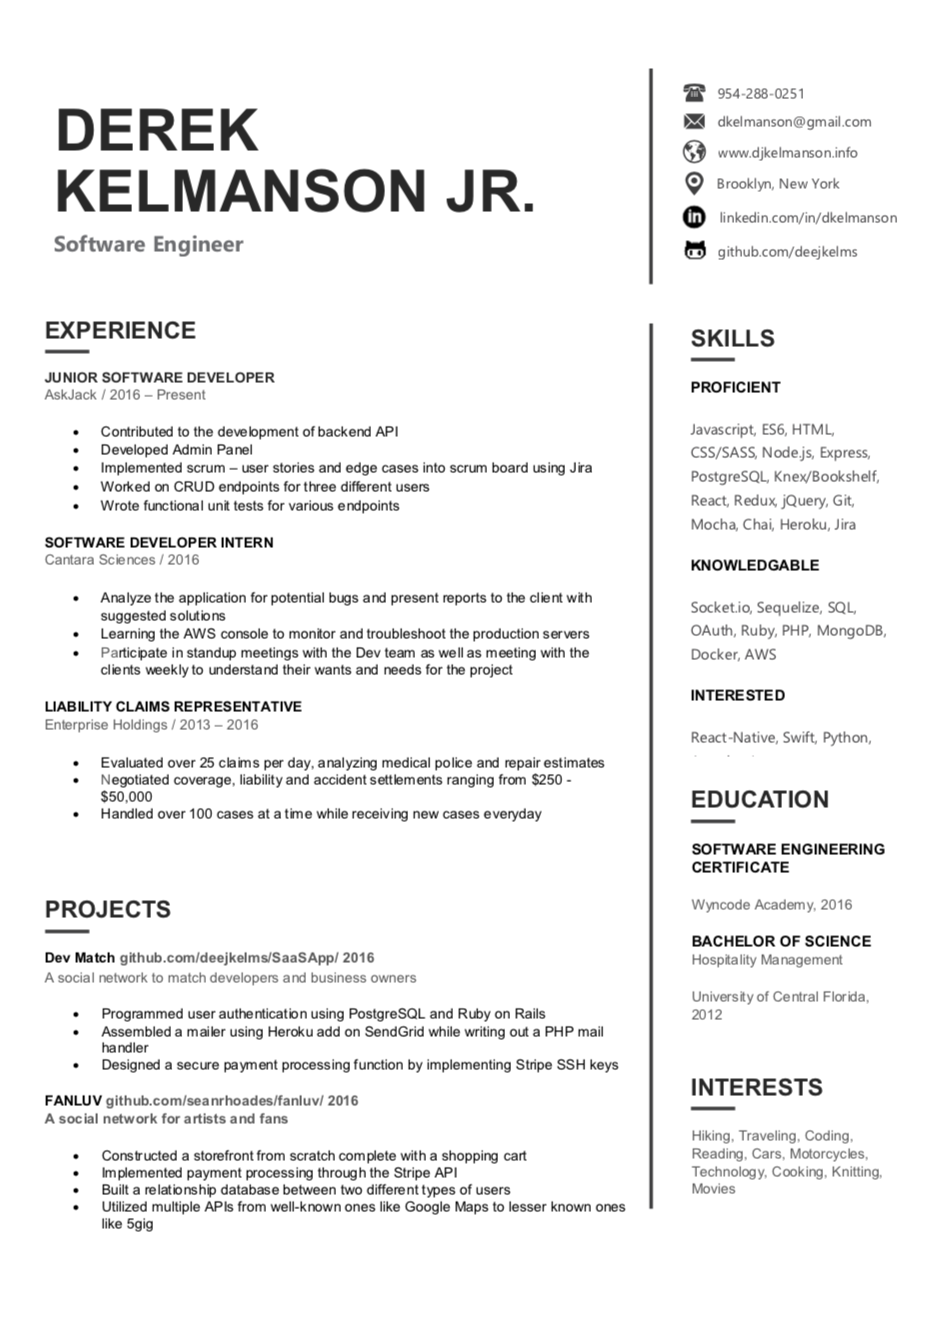 DEREK
KELMANSON JR.
Software Engineer
954-288-0251
dkelmanson@gmail.com
www.djkelmanson.info
Brooklyn, New York
linkedin.com/in/dkelmanson
github.com/deejkelms
EXPERIENCE
JUNIOR SOFTWARE DEVELOPER
AskJack / 2016 – Present
• Contributed to the development of backend API
• Developed Admin Panel
• Implemented scrum – user stories and edge cases into scrum board using Jira
• Worked on CRUD endpoints for three different users
• Wrote functional unit tests for various endpoints
SOFTWARE DEVELOPER INTERN
Cantara Sciences / 2016
• Analyze the application for potential bugs and present reports to the client with
suggested solutions
• Learning the AWS console to monitor and troubleshoot the production servers
• Participate in standup meetings with the Dev team as well as meeting with the
clients weekly to understand their wants and needs for the project
LIABILITY CLAIMS REPRESENTATIVE
Enterprise Holdings / 2013 – 2016
• Evaluated over 25 claims per day, analyzing medical police and repair estimates
• Negotiated coverage, liability and accident settlements ranging from $250 -
$50,000
• Handled over 100 cases at a time while receiving new cases everyday
PROJECTS
Dev Match github.com/deejkelms/SaaSApp/ 2016
A social network to match developers and business owners
• Programmed user authentication using PostgreSQL and Ruby on Rails
• Assembled a mailer using Heroku add on SendGrid while writing out a PHP mail
handler
• Designed a secure payment processing function by implementing Stripe SSH keys
FANLUV github.com/seanrhoades/fanluv/ 2016
A social network for artists and fans
• Constructed a storefront from scratch complete with a shopping cart
• Implemented payment processing through the Stripe API
• Built a relationship database between two different types of users
• Utilized multiple APIs from well-known ones like Google Maps to lesser known ones
like 5gig
SKILLS
PROFICIENT
Javascript, ES6, HTML,
CSS/SASS, Node.js, Express,
PostgreSQL, Knex/Bookshelf,
React, Redux, jQuery, Git,
Mocha, Chai, Heroku, Jira
KNOWLEDGABLE
Socket.io, Sequelize, SQL,
OAuth, Ruby, PHP, MongoDB,
Docker, AWS
INTERESTED
React-Native, Swift, Python,
EDUCATION
SOFTWARE ENGINEERING
CERTIFICATE
Wyncode Academy, 2016
BACHELOR OF SCIENCE
Hospitality Management
University of Central Florida,
2012
INTERESTS
Hiking, Traveling, Coding,
Reading, Cars, Motorcycles,
Technology, Cooking, Knitting,
Movies